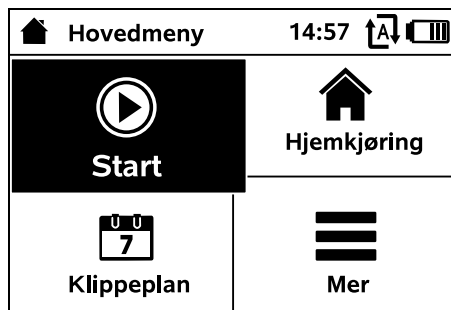 Hovedmeny 14:57 A
Start
Hjemkjøring
7
Klippeplan
Mer